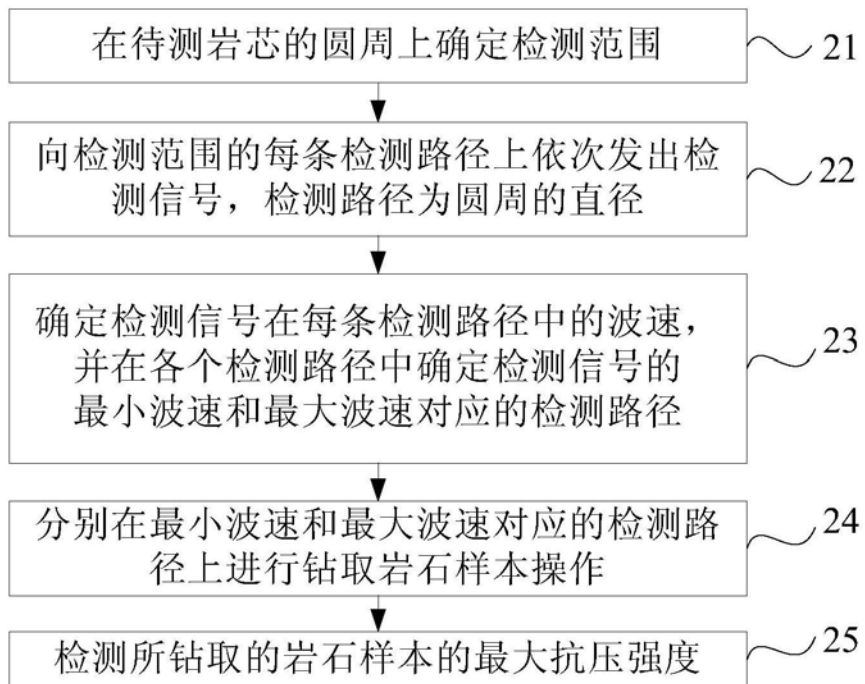 在待测岩芯的圆周上确定检测范围
21
向检测范围的每条检测路径上依次发出检
测信号，检测路径为圆周的直径
22
确定检测信号在每条检测路径中的波速，
并在各个检测路径中确定检测信号的
最小波速和最大波速对应的检测路径
23
分别在最小波速和最大波速对应的检测路
径上进行钻取岩石样本操作
24
检测所钻取的岩石样本的最大抗压强度
25